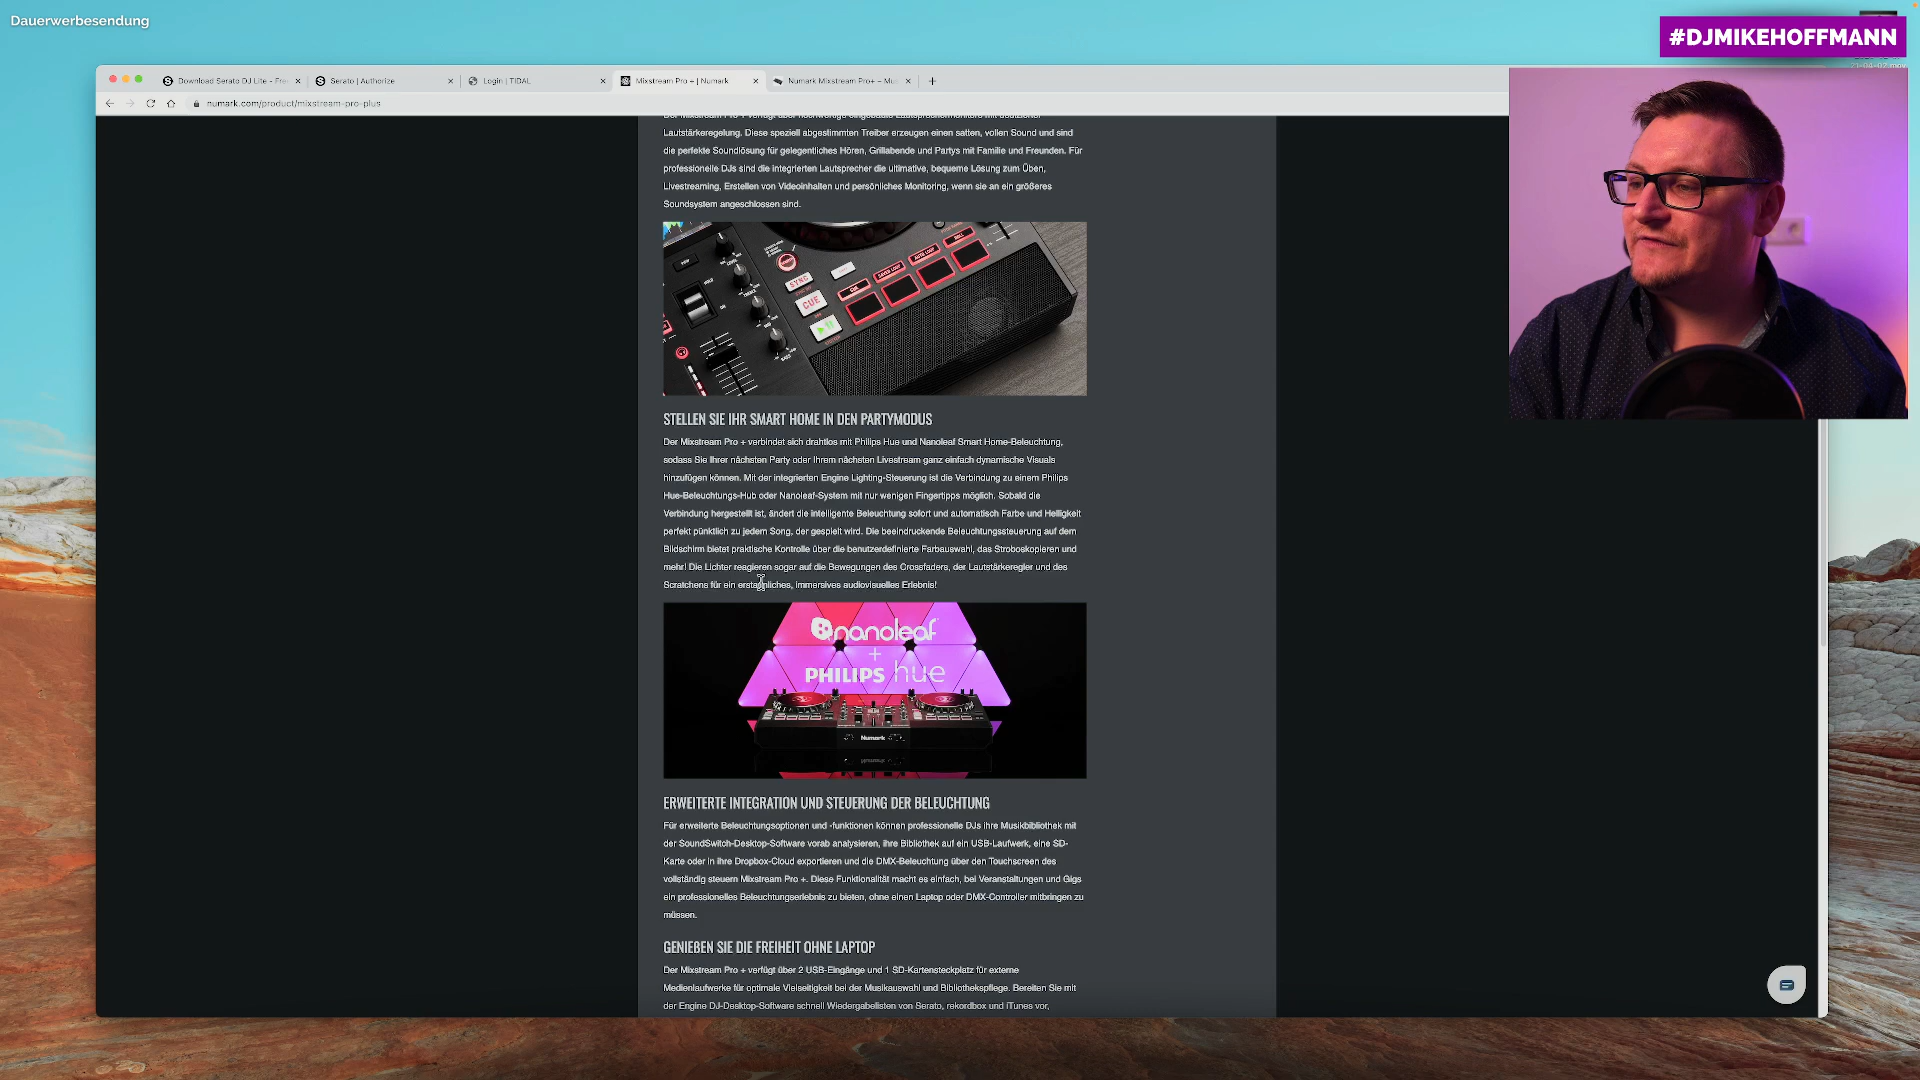 Dauerwerbesendung
#DJMIKEHOFFMANN
Download Serato DJ Lite - Fre
Serato | Authorize
Login | TIDAL
Mixstream Pro + | Numark
Numark Mixstream Pro+ – Mu
numark.com/product/mixstream-pro-plus
Lautstärkeregelung. Diese speziell abgestimmten Treiber erzeugen einen satten, vollen Sound und sind
die perfekte Soundlösung für gelegentliches Hören, Grillabende und Partys mit Familie und Freunden. Für
professionelle DJs sind die integrierten Lautsprecher die ultimative, bequeme Lösung zum Üben,
Livestreaming, Erstellen von Videoinhalten und persönliches Monitoring, wenn sie an ein größeres
Soundsystem angeschlossen sind.
SYNC
CUE
STELLEN SIE IHR SMART HOME IN DEN PARTYMODUS
Der Mixstream Pro + verbindet sich drahtlos mit Philips Hue und Nanoleaf Smart Home-Beleuchtung,
sodass Sie Ihrer nächsten Party oder Ihrem nächsten Livestream ganz einfach dynamische Visuals
hinzufügen können. Mit der integrierten Engine Lighting-Steuerung ist die Verbindung zu einem Philips
Hue-Beleuchtungs-Hub oder Nanoleaf-System mit nur wenigen Fingertipps möglich. Sobald die
Verbindung hergestellt ist, ändert die intelligente Beleuchtung sofort und automatisch Farbe und Helligkeit
perfekt pünktlich zu jedem Song, der gespielt wird. Die beeindruckende Beleuchtungssteuerung auf dem
Bildschirm bietet praktische Kontrolle über die benutzerdefinierte Farbauswahl, das Stroboskopieren und
mehr! Die Lichter reagieren sogar auf die Bewegungen des Crossfaders, der Lautstärkeregler und des
Scratchens für ein erstaunliches, immersives audiovisuelles Erlebnis!
nanoleaf
+
PHILIPS hue
Numark
ERWEITERTE INTEGRATION UND STEUERUNG DER BELEUCHTUNG
Für erweiterte Beleuchtungsoptionen und -funktionen können professionelle DJs ihre Musikbibliothek mit
der SoundSwitch-Desktop-Software vorab analysieren, ihre Bibliothek auf ein USB-Laufwerk, eine SD-
Karte oder in ihre Dropbox-Cloud exportieren und die DMX-Beleuchtung über den Touchscreen des
vollständig steuern Mixstream Pro +. Diese Funktionalität macht es einfach, bei Veranstaltungen und Gigs
ein professionelles Beleuchtungserlebnis zu bieten, ohne einen Laptop oder DMX-Controller mitbringen zu
müssen.
GENIEßEN SIE DIE FREIHEIT OHNE LAPTOP
Der Mixstream Pro + verfügt über 2 USB-Eingänge und 1 SD-Kartensteckplatz für externe
Medienlaufwerke für optimale Vielseitigkeit bei der Musikauswahl und Bibliothekspflege. Bereiten Sie mit
der Engine DJ-Desktop-Software schnell Wiedergabelisten von Serato, rekordbox und iTunes vor,